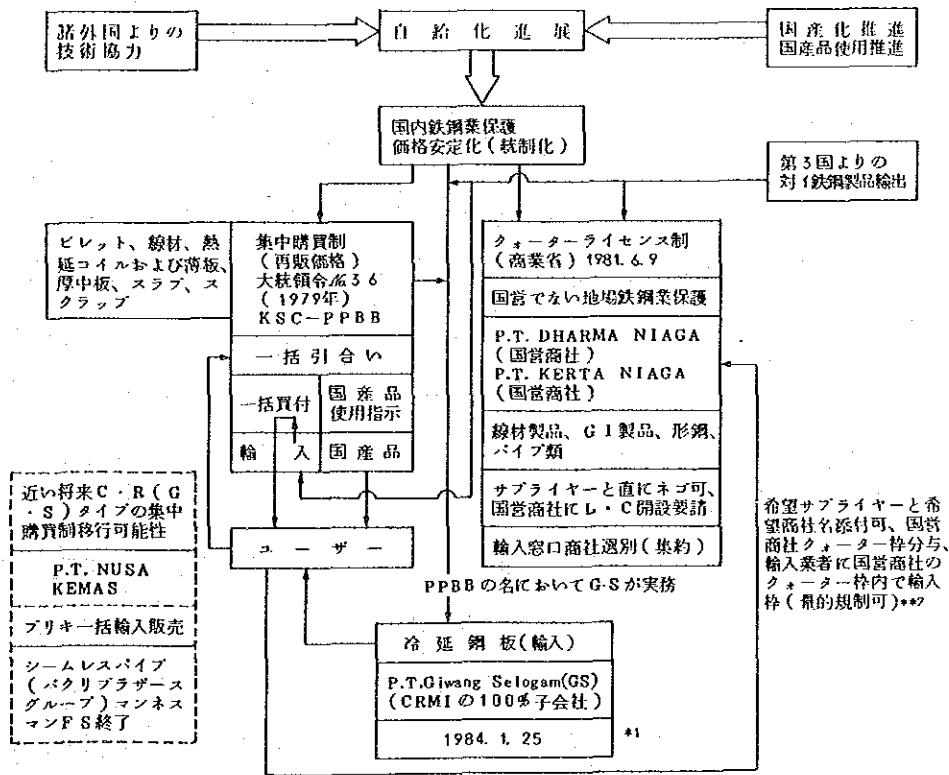 諸外国よりの
技術協力
自給化進展
国産化推進
国産品使用推進
国内鉄鋼業保護
価格安定化(統制化)
第3国よりの
対イ鉄鋼製品輸出
ビレット、線材、熱
延コイルおよび薄板、
厚中板、スラブ、ス
クラップ
集中購買制
(再販価格)
大統領令№36
(1979年)
KSC-PPBB
一括引合い
一括買付
国産品
使用指示
輸入
国産品
クォーターライセンス制
(商業省) 1981.6.9
国営でない地場鉄鋼業保護
P.T. DHARMA NIAGA
(国営商社)
P.T. KERTA NIAGA
(国営商社)
線材製品、GI製品、形鋼、
パイプ類
サプライヤーと直にネゴ可、
国営商社にL・C開設要請
輸入窓口商社選別(集約)
近い将来C・R(G
・S)タイプの集中
購買制移行可能性
P.T. NUSA
KEMAS
ブリキ一括輸入販売
シームレスパイプ
(バクリブラザース
グループ)マンネス
マンFS終了
ユーザー
PPBBの名においてG-Sが実務
希望サプライヤーと希
望商社名添付可、国営
商社クォーター枠分与、
輸入業者に国営商社の
クォーター枠内で輸入
枠(量的規制可)**2
冷延鋼板(輸入)
P.T.Giwang Selogam(GS)
(CRMIの100%子会社)
1984.1.25
*1